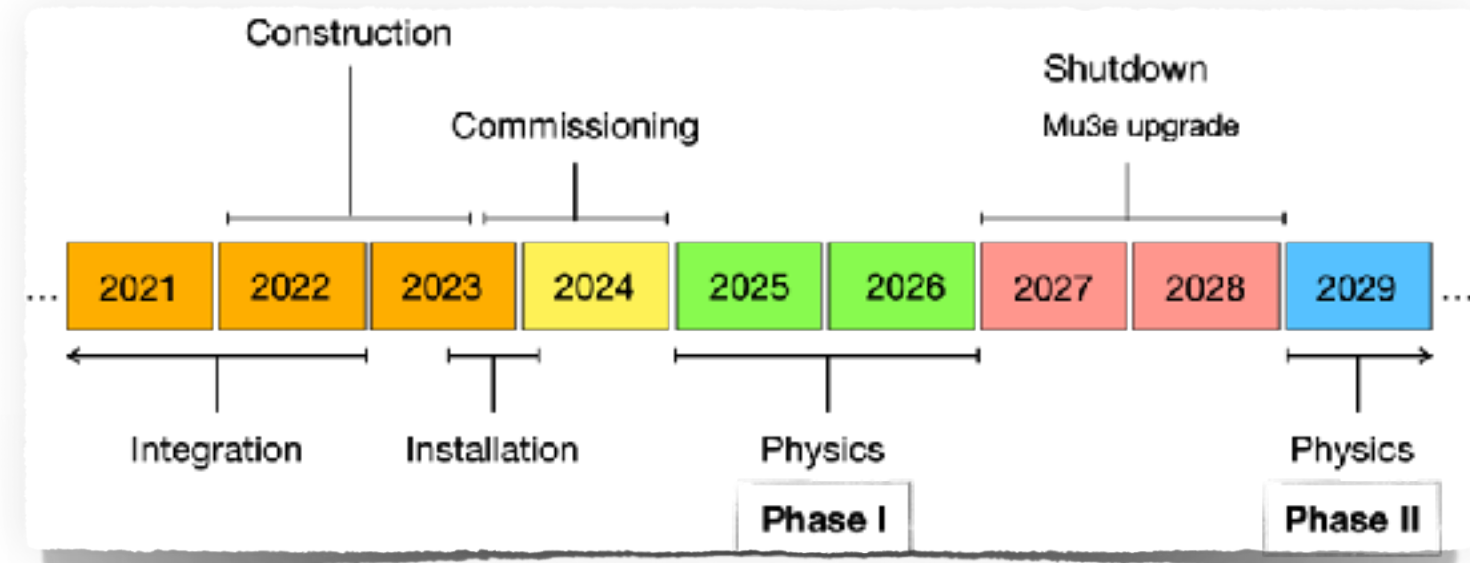 Construction
Shutdown
Commissioning
Mu3e upgrade
... 2021 2022 2023 2024 2025 2026 2027 2028 2029 ...
Integration Installation Physics Physics
Phase I Phase II